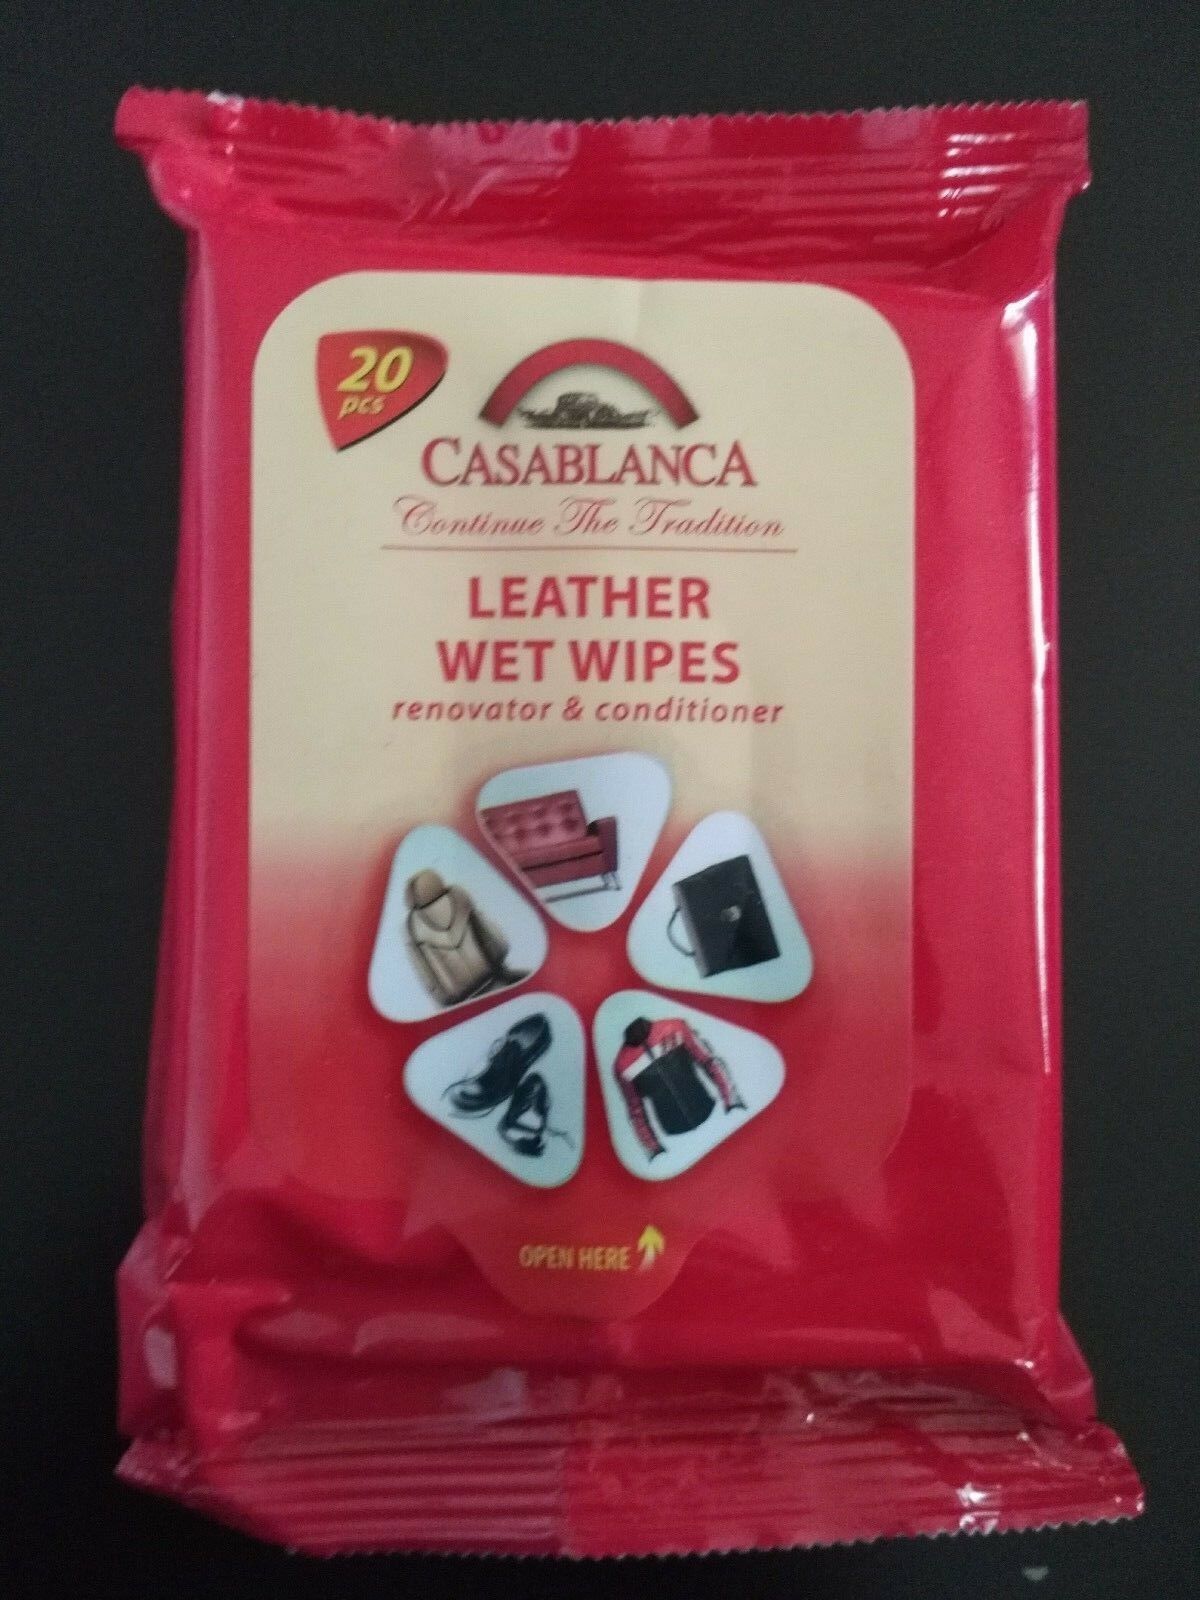 20
pcs
CASABLANCA
Continue The Tradition
LEATHER
WET WIPES
renovator & conditioner
OPEN HERE